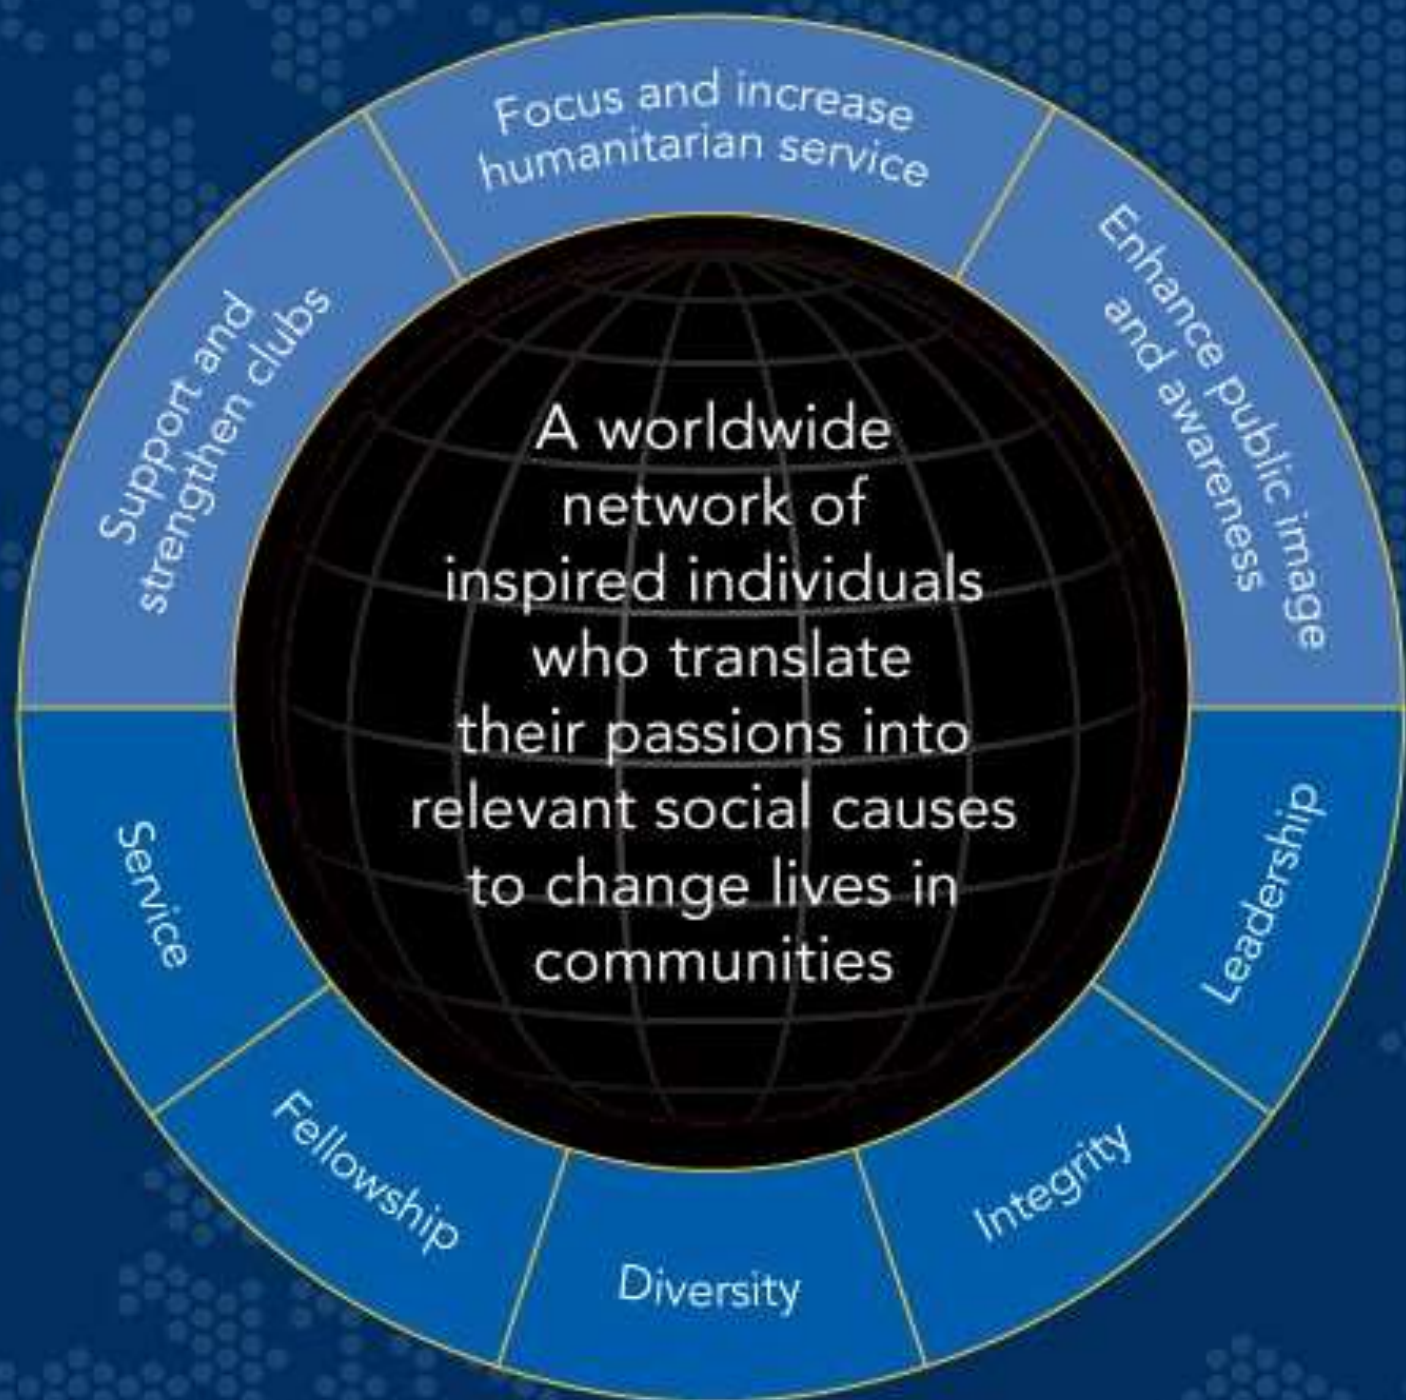 Focus and increase
humanitarian service
Enhance public image
and awareness
Support and
strengthen clubs
A worldwide
network of
inspired individuals
who translate
their passions into
relevant social causes
to change lives in
communities
Service
Fellowship
Diversity
Integrity
Leadership